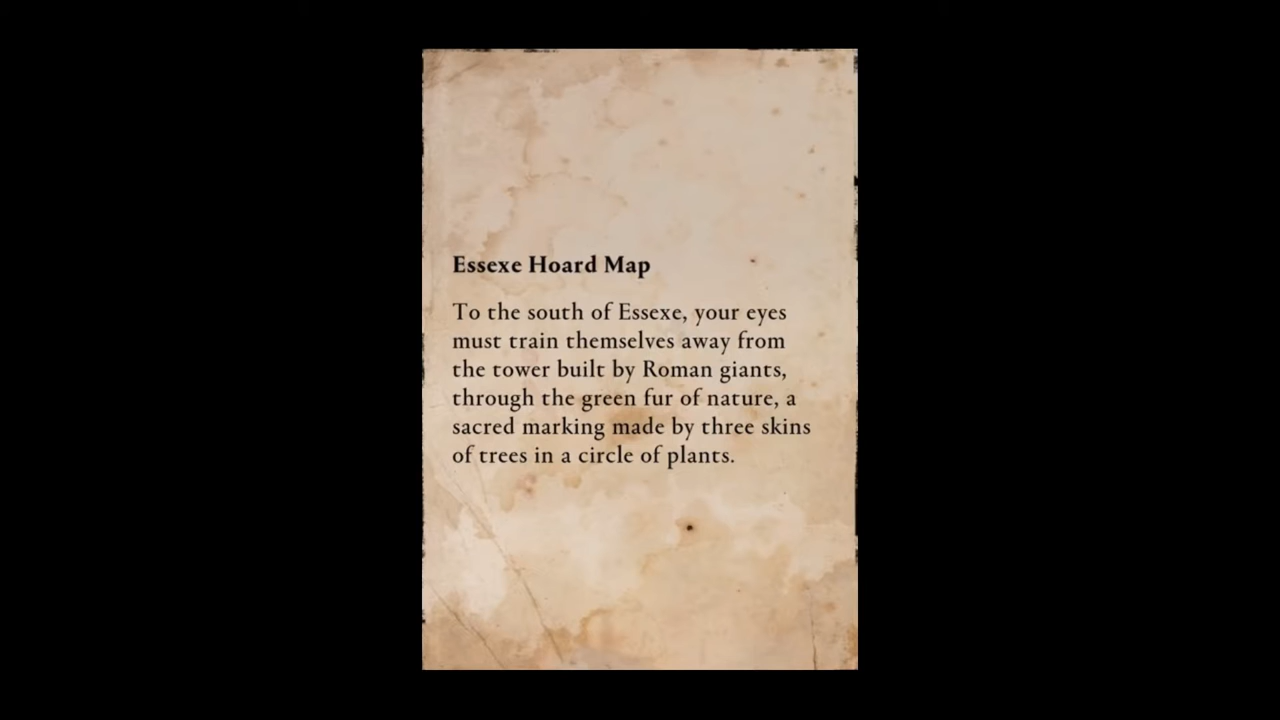 Essexe Hoard Map
To the south of Essexe, your eyes
must train themselves away from
the tower built by Roman giants,
through the green fur of nature, a
sacred marking made by three skins
of trees in a circle of plants.